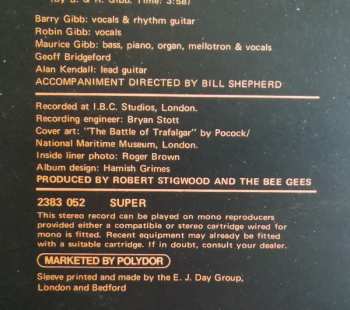 (by B. & R. Gibb. Time: 3:58)
Barry Gibb: vocals & rhythm guitar
Robin Gibb: vocals
Maurice Gibb: bass, piano, organ, mellotron & vocals
Geoff Bridgeford
Alan Kendall: lead guitar
ACCOMPANIMENT DIRECTED BY BILL SHEPHERD
Recorded at I.B.C. Studios, London.
Recording engineer: Bryan Stott
Cover art: "The Battle of Trafalgar" by Pocock/
National Maritime Museum, London.
Inside liner photo: Roger Brown
Album design: Hamish Grimes
PRODUCED BY ROBERT STIGWOOD AND THE BEE GEES
2383 052 SUPER
This stereo record can be played on mono reproducers
provided either a compatible or stereo cartridge wired for
mono is fitted. Recent equipment may already be fitted
with a suitable cartridge. If in doubt, consult your dealer.
MARKETED BY POLYDOR
Sleeve printed and made by the E. J. Day Group,
London and Bedford